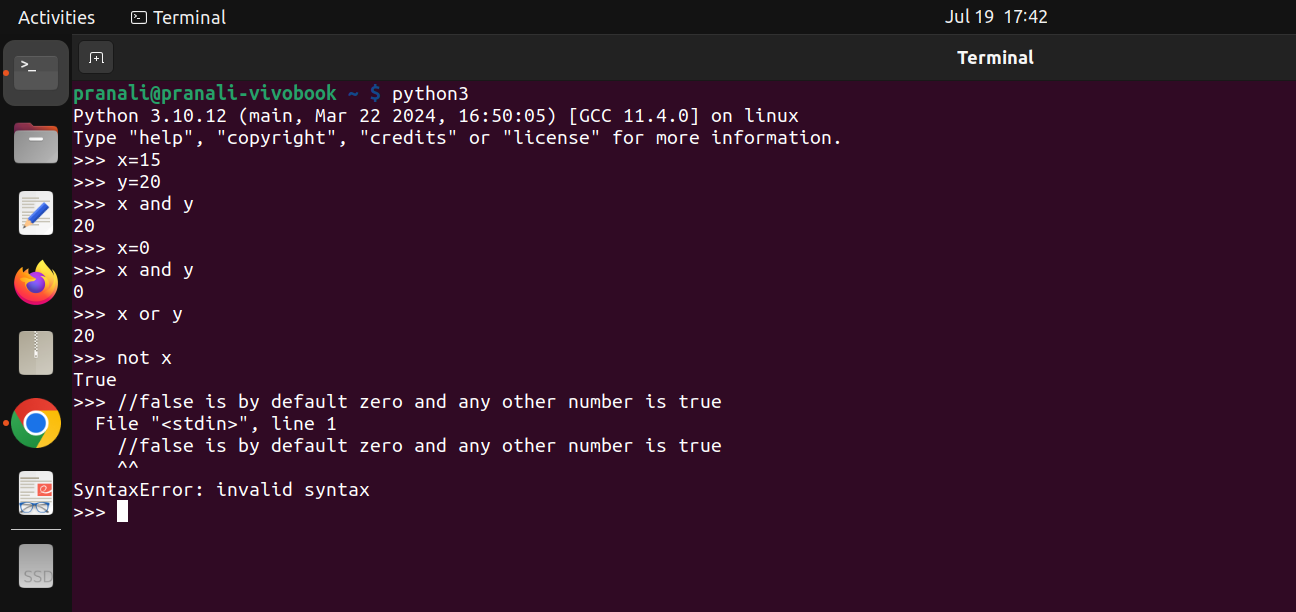 Activities
Terminal
Jul 19 17:42
Terminal
pranali@pranali-vivobook ~ $ python3
Python 3.10.12 (main, Mar 22 2024, 16:50:05) [GCC 11.4.0] on linux
Type "help", "copyright", "credits" or "license" for more information.
>>> x=15
>>> y=20
>>> x and y
20
>>> x=0
>>> x and y
0
>>> x or y
20
>>> not x
True
>>> //false is by default zero and any other number is true
  File "<stdin>", line 1
    //false is by default zero and any other number is true
    ^^
SyntaxError: invalid syntax
>>>
>_
SSD